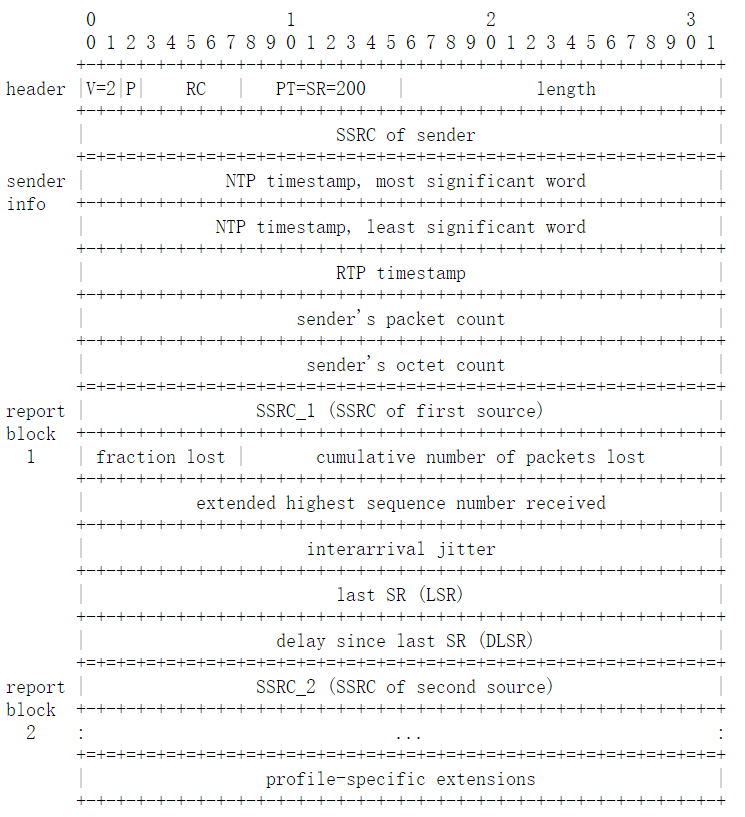 0                   1                   2                   3
 0 1 2 3 4 5 6 7 8 9 0 1 2 3 4 5 6 7 8 9 0 1 2 3 4 5 6 7 8 9 0 1
+-+-+-+-+-+-+-+-+-+-+-+-+-+-+-+-+-+-+-+-+-+-+-+-+-+-+-+-+-+-+-+-+
header |V=2|P|    RC   |   PT=SR=200   |             length            |
+-+-+-+-+-+-+-+-+-+-+-+-+-+-+-+-+-+-+-+-+-+-+-+-+-+-+-+-+-+-+-+-+
|                         SSRC of sender                        |
+=+=+=+=+=+=+=+=+=+=+=+=+=+=+=+=+=+=+=+=+=+=+=+=+=+=+=+=+=+=+=+=+
sender |              NTP timestamp, most significant word             |
info   +-+-+-+-+-+-+-+-+-+-+-+-+-+-+-+-+-+-+-+-+-+-+-+-+-+-+-+-+-+-+-+-+
|             NTP timestamp, least significant word             |
+-+-+-+-+-+-+-+-+-+-+-+-+-+-+-+-+-+-+-+-+-+-+-+-+-+-+-+-+-+-+-+-+
|                         RTP timestamp                         |
+-+-+-+-+-+-+-+-+-+-+-+-+-+-+-+-+-+-+-+-+-+-+-+-+-+-+-+-+-+-+-+-+
|                     sender's packet count                     |
+-+-+-+-+-+-+-+-+-+-+-+-+-+-+-+-+-+-+-+-+-+-+-+-+-+-+-+-+-+-+-+-+
|                      sender's octet count                     |
+=+=+=+=+=+=+=+=+=+=+=+=+=+=+=+=+=+=+=+=+=+=+=+=+=+=+=+=+=+=+=+=+
report |                 SSRC_1 (SSRC of first source)                 |
block  +-+-+-+-+-+-+-+-+-+-+-+-+-+-+-+-+-+-+-+-+-+-+-+-+-+-+-+-+-+-+-+-+
  1    | fraction lost |       cumulative number of packets lost       |
+-+-+-+-+-+-+-+-+-+-+-+-+-+-+-+-+-+-+-+-+-+-+-+-+-+-+-+-+-+-+-+-+
|           extended highest sequence number received           |
+-+-+-+-+-+-+-+-+-+-+-+-+-+-+-+-+-+-+-+-+-+-+-+-+-+-+-+-+-+-+-+-+
|                      interarrival jitter                      |
+-+-+-+-+-+-+-+-+-+-+-+-+-+-+-+-+-+-+-+-+-+-+-+-+-+-+-+-+-+-+-+-+
|                         last SR (LSR)                         |
+-+-+-+-+-+-+-+-+-+-+-+-+-+-+-+-+-+-+-+-+-+-+-+-+-+-+-+-+-+-+-+-+
|                   delay since last SR (DLSR)                  |
+=+=+=+=+=+=+=+=+=+=+=+=+=+=+=+=+=+=+=+=+=+=+=+=+=+=+=+=+=+=+=+=+
report |                 SSRC_2 (SSRC of second source)                |
block  +-+-+-+-+-+-+-+-+-+-+-+-+-+-+-+-+-+-+-+-+-+-+-+-+-+-+-+-+-+-+-+-+
  2    :                               ...                             :
+=+=+=+=+=+=+=+=+=+=+=+=+=+=+=+=+=+=+=+=+=+=+=+=+=+=+=+=+=+=+=+=+
|                  profile-specific extensions                  |
+-+-+-+-+-+-+-+-+-+-+-+-+-+-+-+-+-+-+-+-+-+-+-+-+-+-+-+-+-+-+-+-+